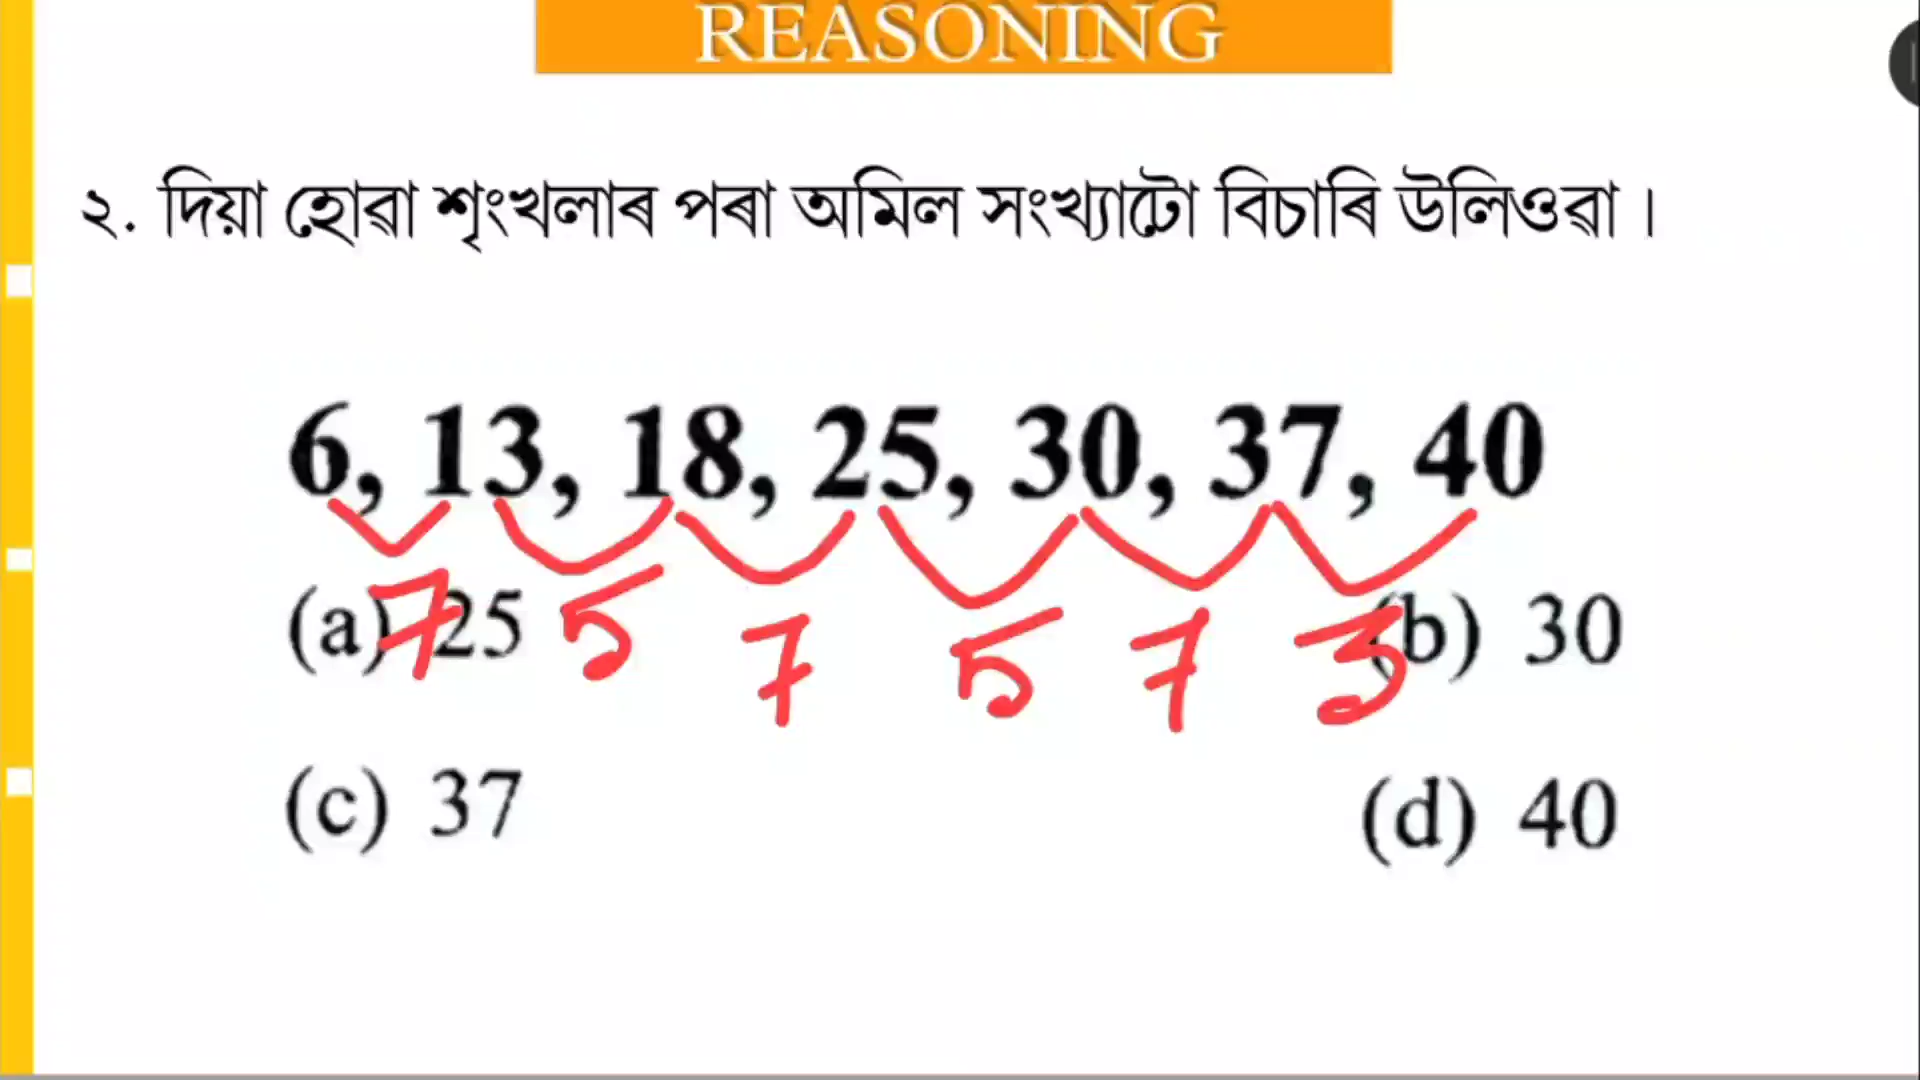 REASONING
২. দিয়া হোৱা শৃংখলাৰ পৰা অমিল সংখ্যাটো বিচাৰি উলিওৱা ।
6, 13, 18, 25, 30, 37, 40
7 5 7 5 7 3
(a) 25 (b) 30
(c) 37 (d) 40